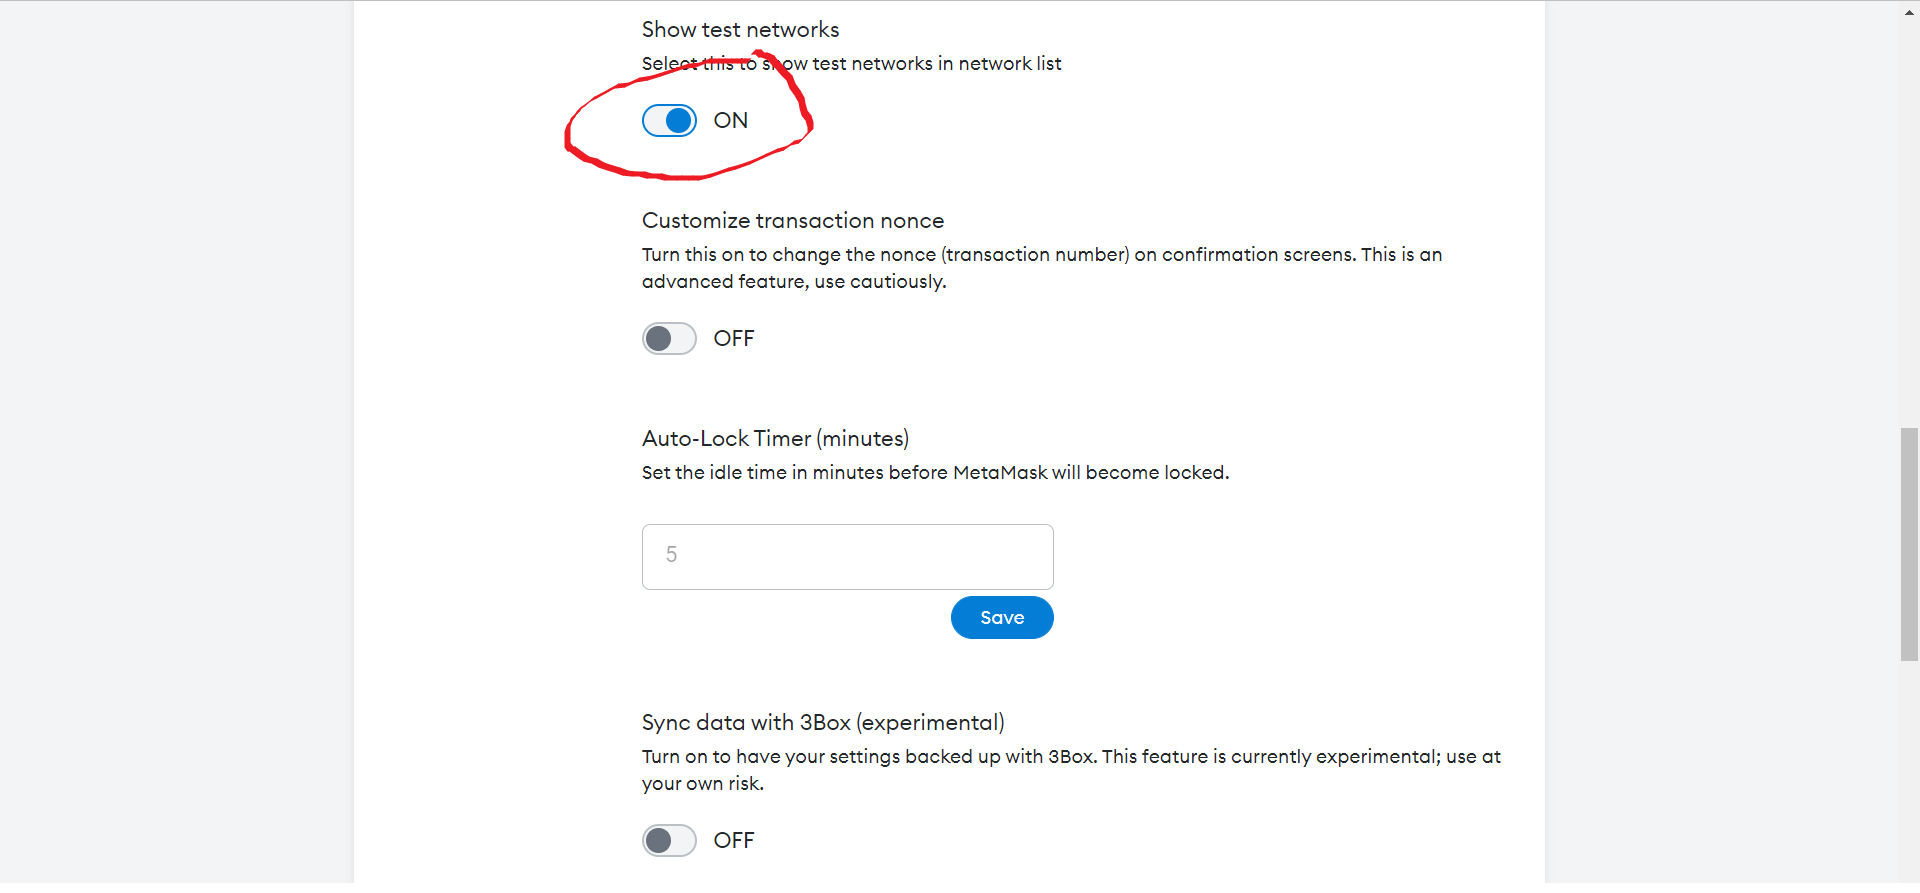 Show test networks
Select this to show test networks in network list
ON
Customize transaction nonce
Turn this on to change the nonce (transaction number) on confirmation screens. This is an
advanced feature, use cautiously.
OFF
Auto-Lock Timer (minutes)
Set the idle time in minutes before MetaMask will become locked.
5
Save
Sync data with 3Box (experimental)
Turn on to have your settings backed up with 3Box. This feature is currently experimental; use at
your own risk.
OFF